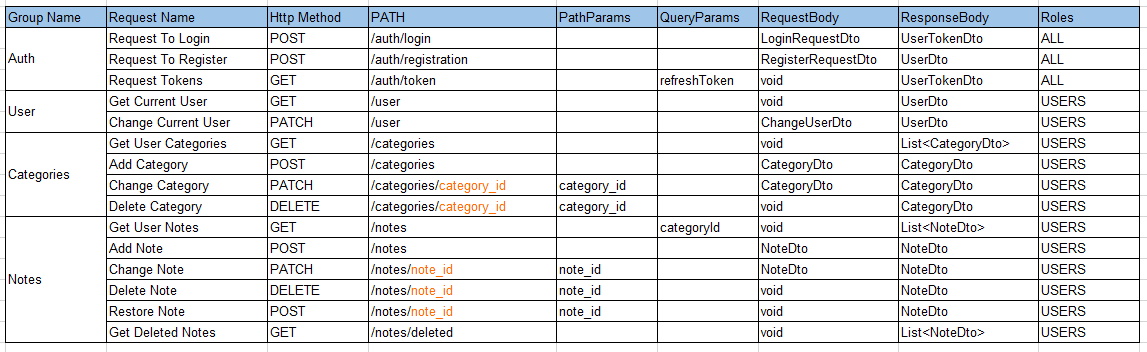 Group Name Request Name Http Method PATH PathParams QueryParams RequestBody ResponseBody Roles
Auth
Request To Login POST /auth/login LoginRequestDto UserTokenDto ALL
Request To Register POST /auth/registration RegisterRequestDto UserDto ALL
Request Tokens GET /auth/token refreshToken void UserTokenDto ALL
User
Get Current User GET /user void UserDto USERS
Change Current User PATCH /user ChangeUserDto UserDto USERS
Categories
Get User Categories GET /categories void List<CategoryDto> USERS
Add Category POST /categories CategoryDto CategoryDto USERS
Change Category PATCH /categories/category_id category_id CategoryDto CategoryDto USERS
Delete Category DELETE /categories/category_id category_id void CategoryDto USERS
Notes
Get User Notes GET /notes categoryId void List<NoteDto> USERS
Add Note POST /notes NoteDto NoteDto USERS
Change Note PATCH /notes/note_id note_id NoteDto NoteDto USERS
Delete Note DELETE /notes/note_id note_id void NoteDto USERS
Restore Note POST /notes/note_id note_id void NoteDto USERS
Get Deleted Notes GET /notes/deleted void List<NoteDto> USERS